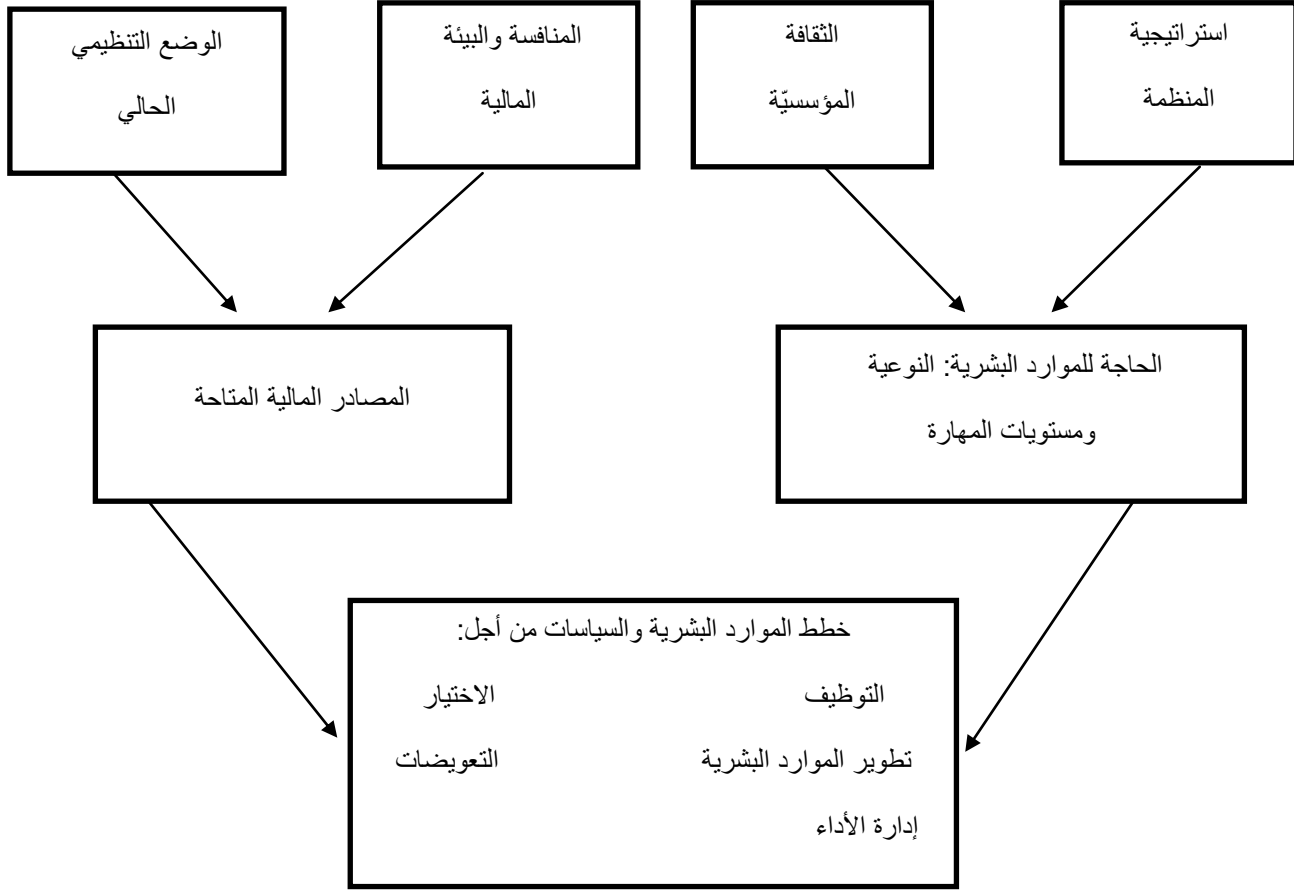 استراتيجية
المنظمة
الثقافة
المؤسسيّة
المنافسة والبيئة
المالية
الوضع التنظيمي
الحالي
الحاجة للموارد البشرية: النوعية
ومستويات المهارة
المصادر المالية المتاحة
خطط الموارد البشرية والسياسات من أجل:
التوظيف الاختيار
تطوير الموارد البشرية التعويضات
إدارة الأداء